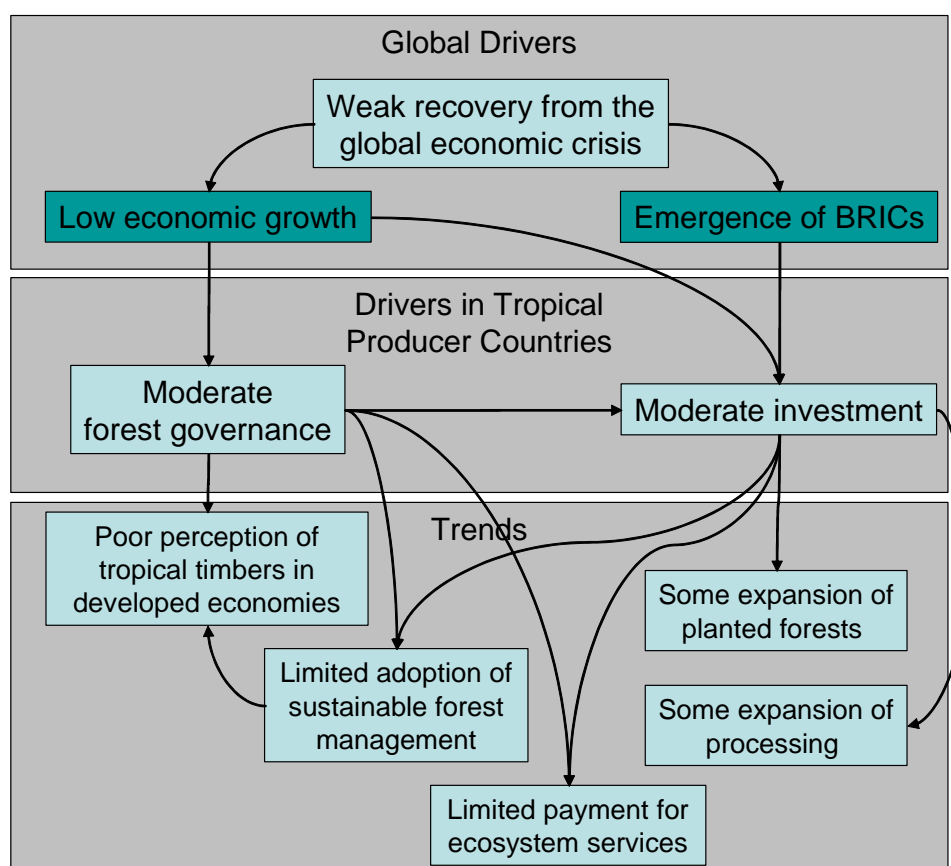 Global Drivers
Weak recovery from the
global economic crisis
Low economic growth
Emergence of BRICs
Drivers in Tropical
Producer Countries
Moderate
forest governance
Moderate investment
Trends
Poor perception of
tropical timbers in
developed economies
Some expansion of
planted forests
Limited adoption of
sustainable forest
management
Some expansion of
processing
Limited payment for
ecosystem services